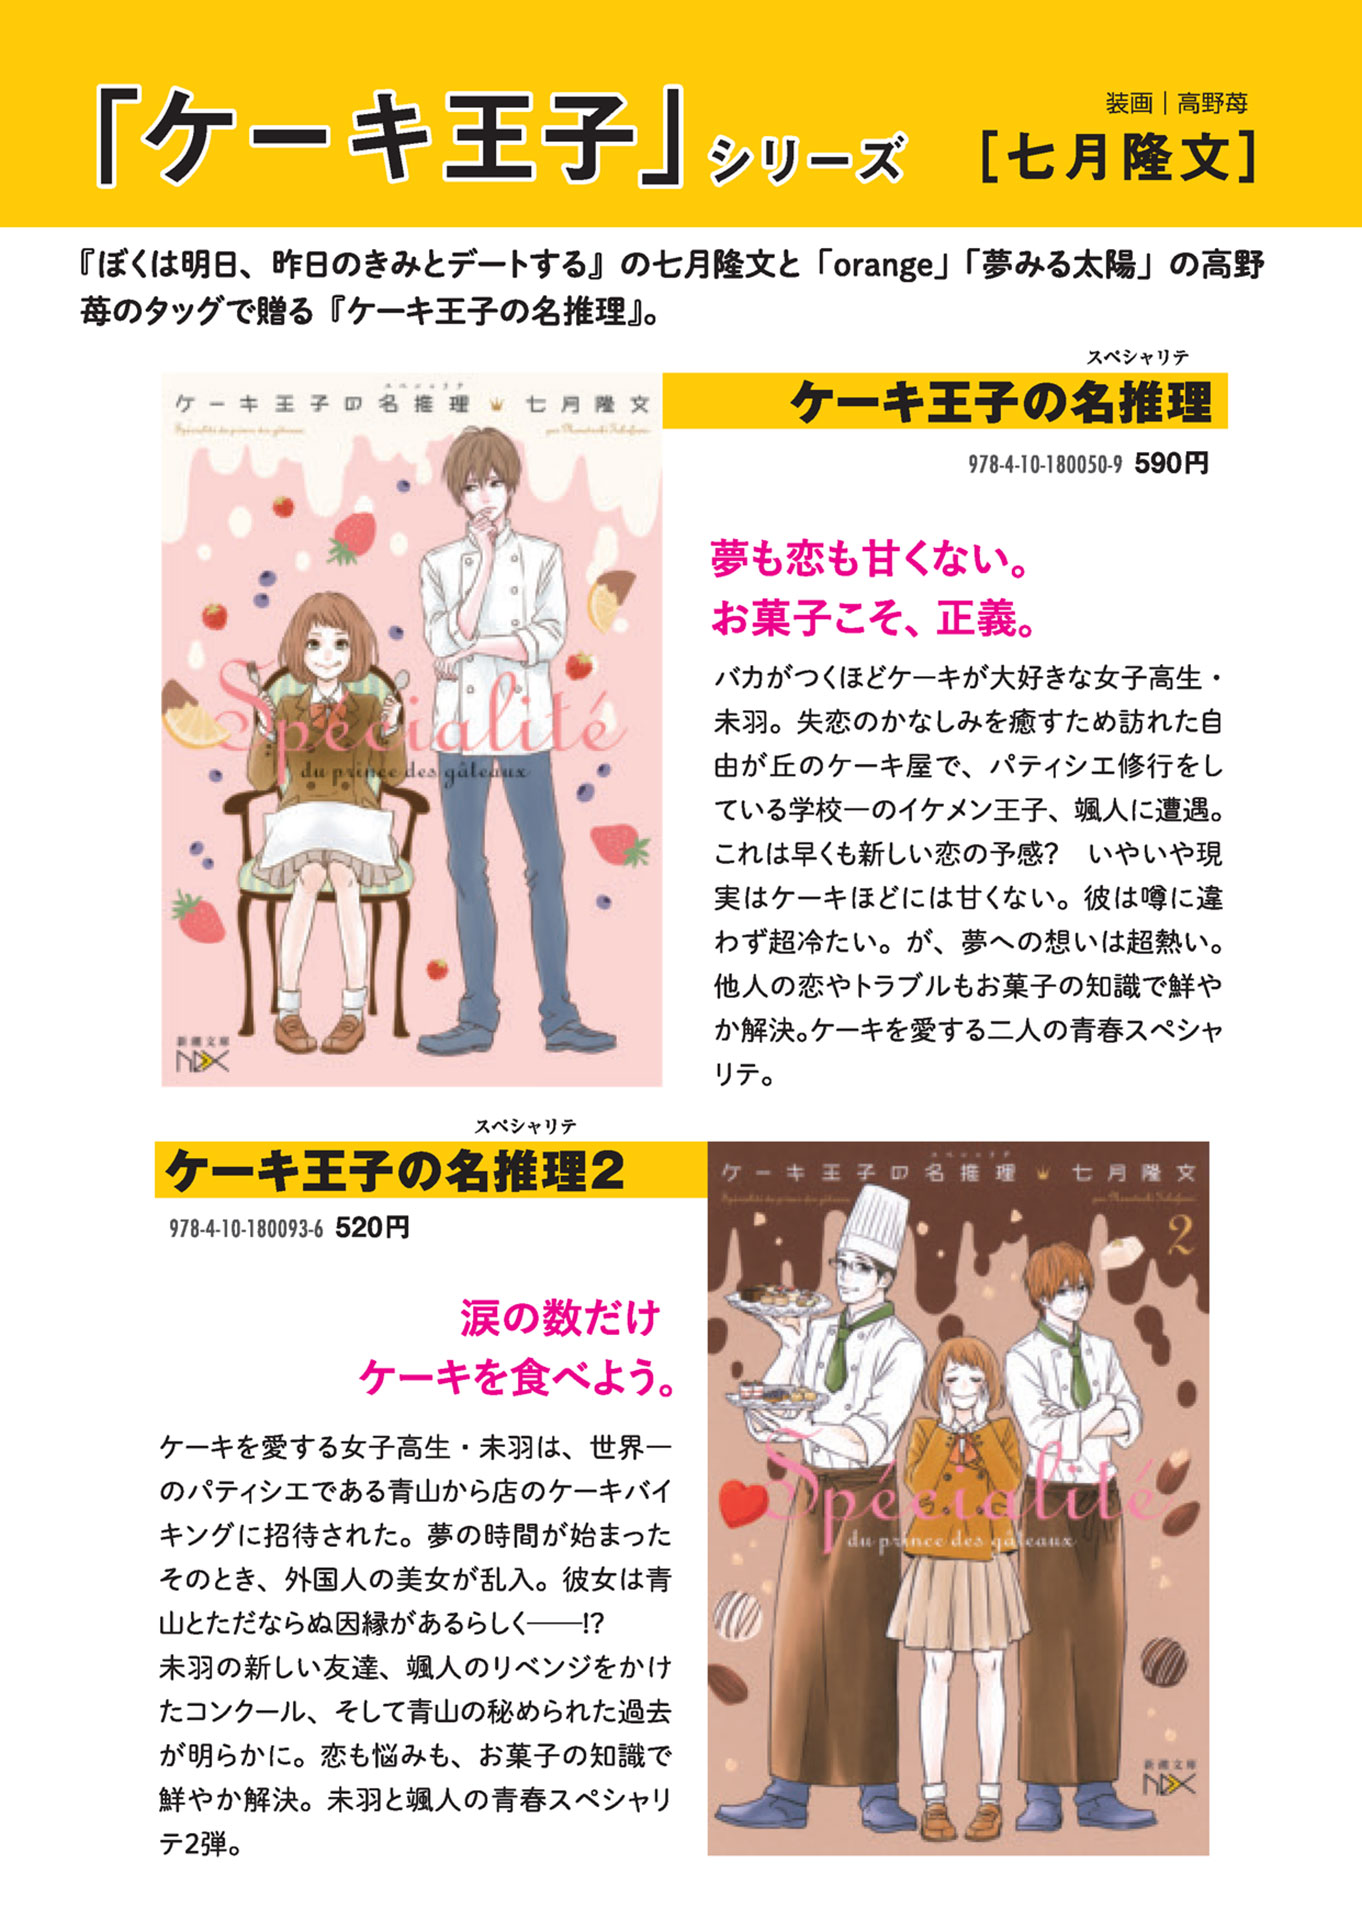 「ケーキ王子」シリーズ
装画｜高野苺
［七月隆文］
『ぼくは明日、昨日のきみとデートする』の七月隆文と「orange」「夢みる太陽」の高野
苺のタッグで贈る『ケーキ王子の名推理』。
スペシャリテ
ケーキ王子の名推理
978-4-10-180050-9 590円
スペシャリテ
ケーキ王子の名推理 七月隆文
Spécialité du prince des gâteaux
par Nanatsuki Takafumi
Spécialité
du prince des gâteaux
新潮文庫
NEX
夢も恋も甘くない。
お菓子こそ、正義。
バカがつくほどケーキが大好きな女子高生・
未羽。失恋のかなしみを癒すため訪れた自
由が丘のケーキ屋で、パティシエ修行をし
ている学校一のイケメン王子、颯人に遭遇。
これは早くも新しい恋の予感?　いやいや現
実はケーキほどには甘くない。彼は噂に違
わず超冷たい。が、夢への想いは超熱い。
他人の恋やトラブルもお菓子の知識で鮮や
か解決。ケーキを愛する二人の青春スペシャ
リテ。
スペシャリテ
ケーキ王子の名推理2
978-4-10-180093-6 520円
涙の数だけ
ケーキを食べよう。
ケーキを愛する女子高生・未羽は、世界一
のパティシエである青山から店のケーキバイ
キングに招待された。夢の時間が始まった
そのとき、外国人の美女が乱入。彼女は青
山とただならぬ因縁があるらしく――!?
未羽の新しい友達、颯人のリベンジをかけ
たコンクール、そして青山の秘められた過去
が明らかに。恋も悩みも、お菓子の知識で
鮮やか解決。未羽と颯人の青春スペシャリ
テ2弾。
スペシャリテ
ケーキ王子の名推理 七月隆文
Spécialité du prince des gâteaux
par Nanatsuki Takafumi
2
Spécialité
du prince des gâteaux
新潮文庫
NEX